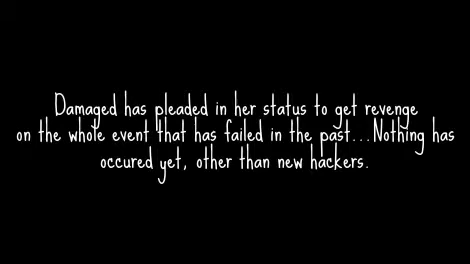 Damaged has pleaded in her status to get revenge
on the whole event that has failed in the past...Nothing has
occured yet, other than new hackers.